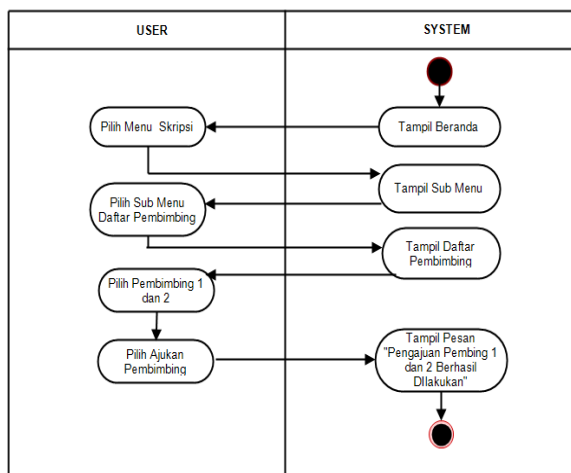 USER
SYSTEM
Tampil Beranda
Pilih Menu Skripsi
Tampil Sub Menu
Pilih Sub Menu
Daftar Pembimbing
Tampil Daftar
Pembimbing
Pilih Pembimbing 1
dan 2
Pilih Ajukan
Pembimbing
Tampil Pesan
"Pengajuan Pembing 1
dan 2 Berhasil
DIlakukan"